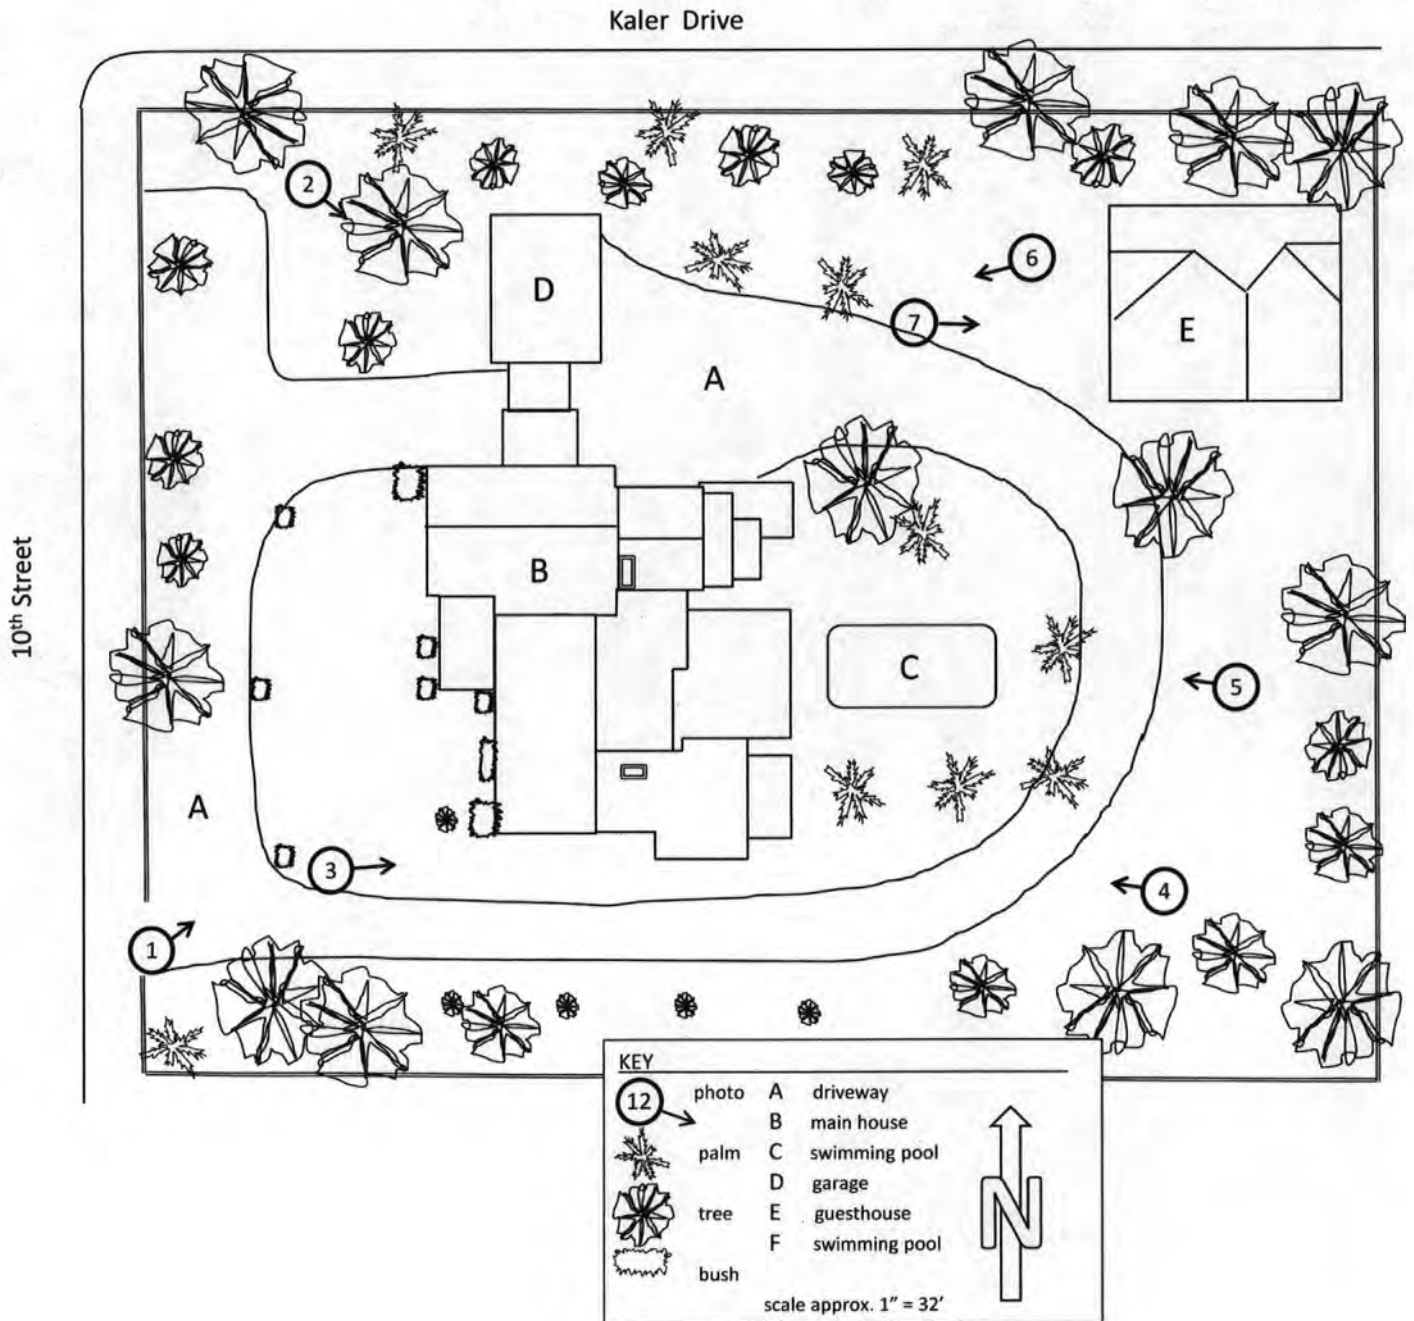 Kaler Drive
2
6
D
7
E
A
10th Street
B
C
5
A
3
4
1
KEY
12 photo A driveway
B main house
palm C swimming pool
D garage
tree E guesthouse
F swimming pool
bush
N
scale approx. 1" = 32'